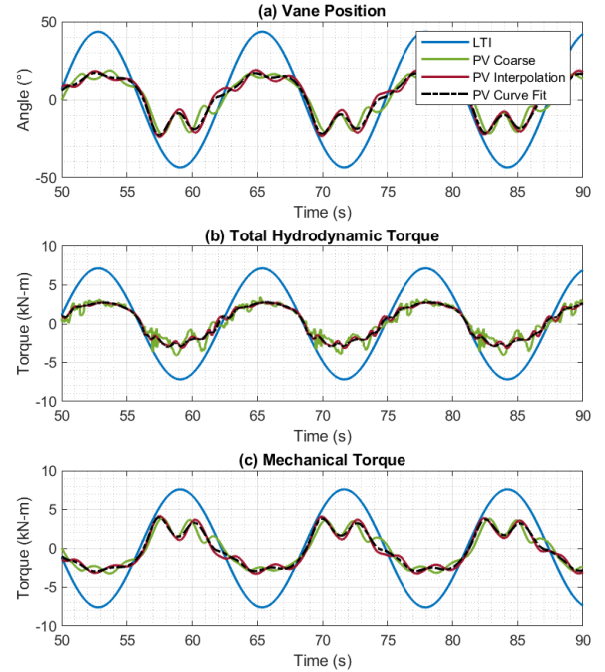 (a) Vane Position
Angle (°)
50
0
-50
LTI
PV Coarse
PV Interpolation
PV Curve Fit
50 55 60 65 70 75 80 85 90
Time (s)
(b) Total Hydrodynamic Torque
Torque (kN-m)
10
5
0
-5
-10
50 55 60 65 70 75 80 85 90
Time (s)
(c) Mechanical Torque
Torque (kN-m)
10
5
0
-5
-10
50 55 60 65 70 75 80 85 90
Time (s)